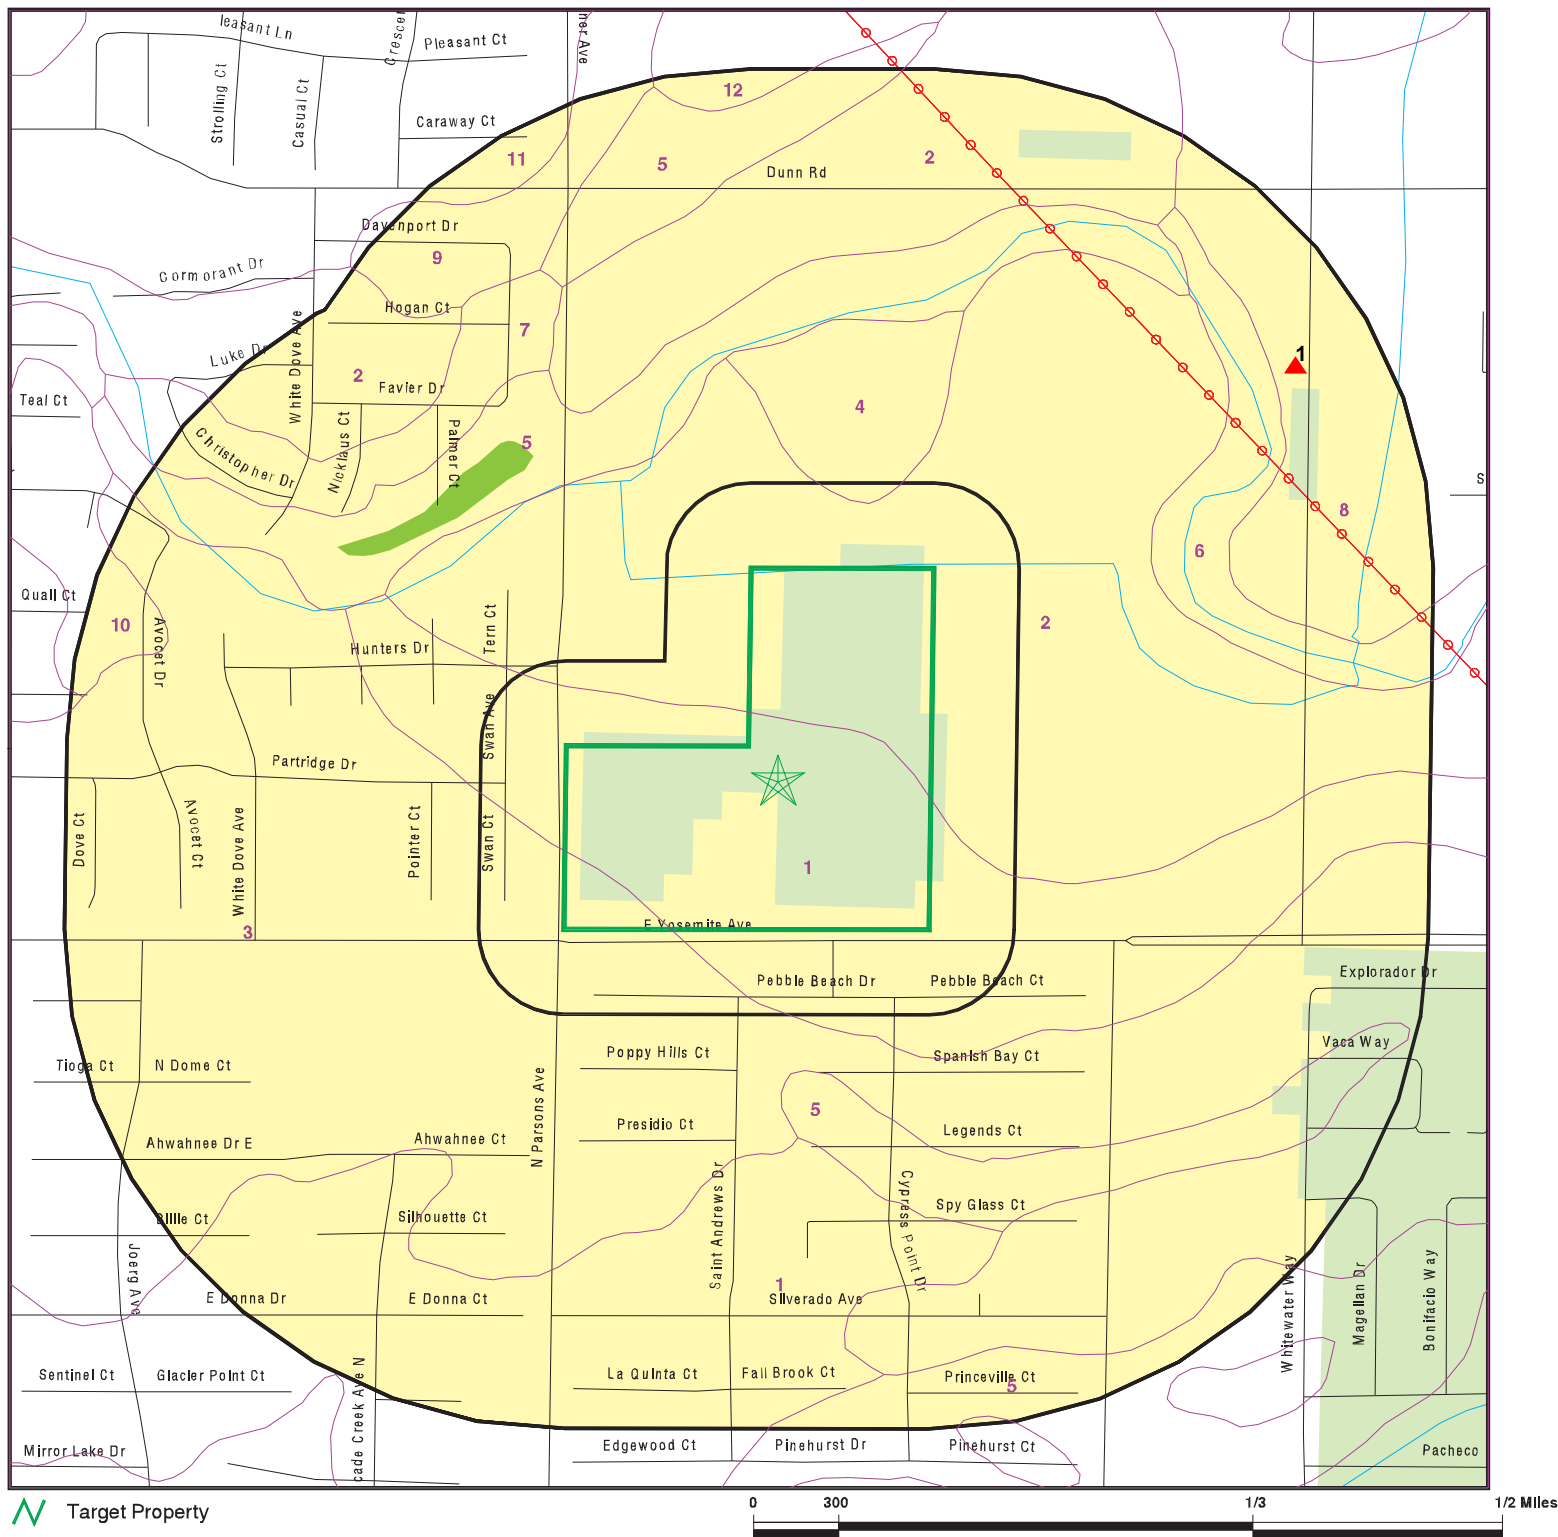 leasant Ln
Pleasant Ct
Crescen
nor Ave
Strolling Ct
Casual Ct
Caraway Ct
12
11
5
2
Dunn Rd
Davenport Dr
9
Cormorant Dr
Hogan Ct
7
White Dove Ave
Luke Dr
1
2
Favier Dr
Teal Ct
4
Christopher Dr
Nicklaus Ct
Palmer Ct
5
S
8
6
Quail Ct
10
Avocet Dr
Tern Ct
2
Hunters Dr
Swan Ave
Partridge Dr
Dove Ct
Avocet Ct
White Dove Ave
Pointer Ct
Swan Ct
1
E Yosemite Ave
3
Pebble Beach Dr
Pebble Beach Ct
Explorador Dr
Tioga Ct
N Dome Ct
Poppy Hills Ct
Spanish Bay Ct
Vaca Way
N Parsons Ave
5
Presidio Ct
Legends Ct
Ahwahnee Dr E
Ahwahnee Ct
Saint Andrews Dr
Cypress Point Dr
Spy Glass Ct
Billie Ct
Silhouette Ct
Joerg Ave
1
Silverado Ave
E Donna Dr
E Donna Ct
Whitewater Way
Magellan Dr
Bonifacio Way
Sentinel Ct
Glacier Point Ct
La Quinta Ct
Fall Brook Ct
Princeville Ct
5
cade Creek Ave N
Mirror Lake Dr
Edgewood Ct
Pinehurst Dr
Pinehurst Ct
Pacheco
Target Property
0 300 1/3 1/2 Miles